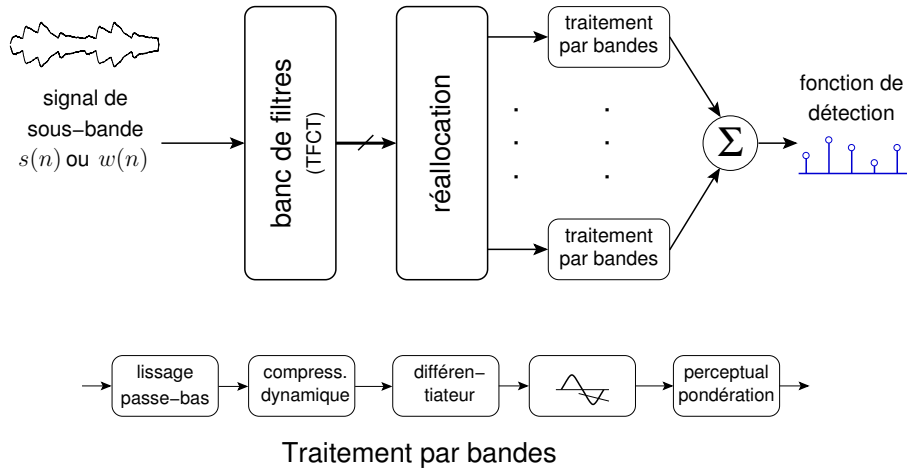 signal de
sous−bande
s(n) ou w(n)
banc de filtres
(TFCT)
réallocation
traitement
par bandes
traitement
par bandes
Σ
fonction de
détection
lissage
passe−bas
compress.
dynamique
différen−
tiateur
perceptual
pondération
Traitement par bandes